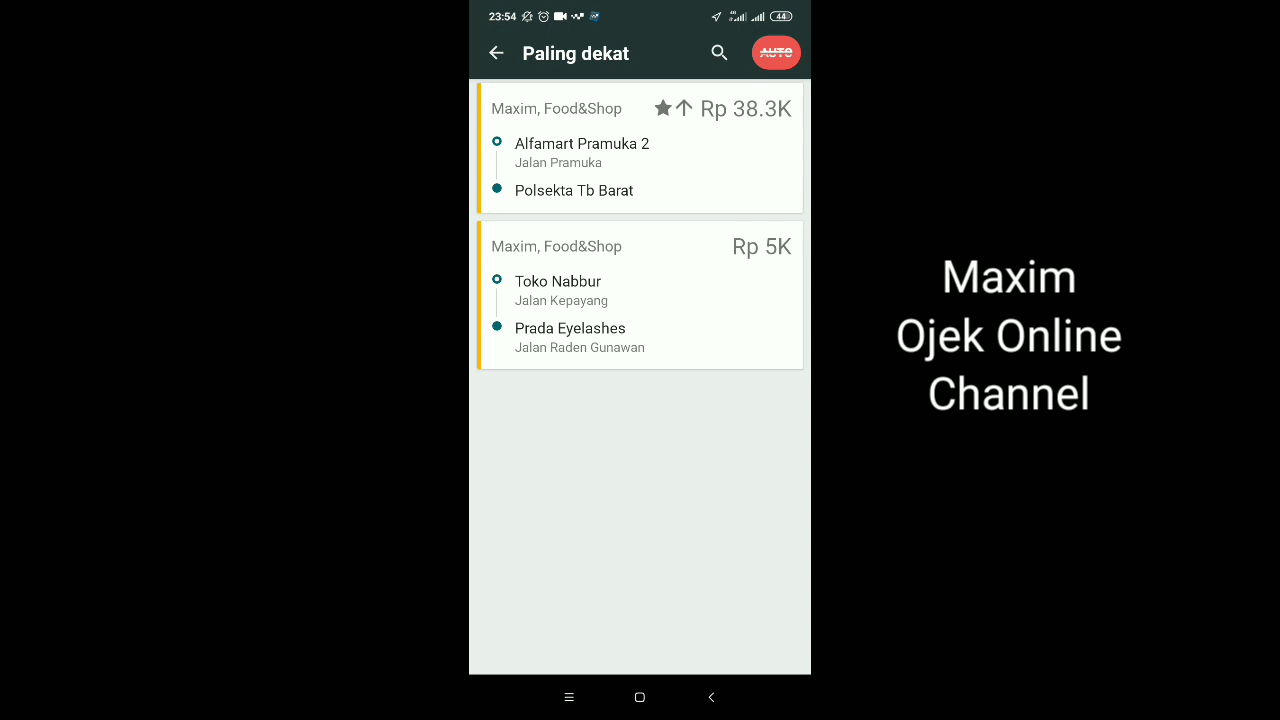 23:54
44
Paling dekat
AUTO
Maxim, Food&Shop
Rp 38.3K
Alfamart Pramuka 2
Jalan Pramuka
Polsekta Tb Barat
Maxim, Food&Shop
Rp 5K
Toko Nabbur
Jalan Kepayang
Prada Eyelashes
Jalan Raden Gunawan
Maxim
Ojek Online
Channel